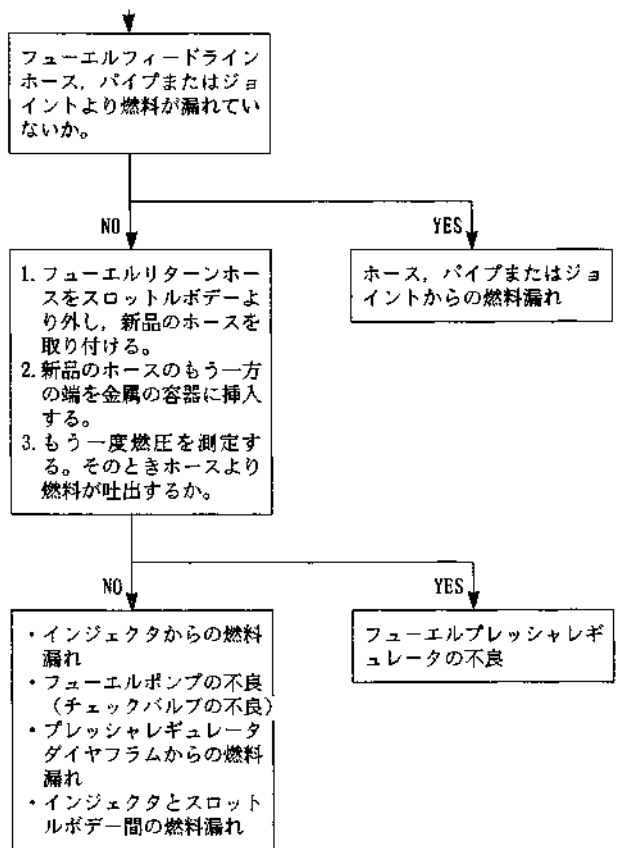 フューエルフィードライン
ホース，パイプまたはジョ
イントより燃料が漏れてい
ないか。
NO
YES
1. フューエルリターンホー
スをスロットルボデーよ
り外し，新品のホースを
取り付ける。
2. 新品のホースのもう一方
の端を金属の容器に挿入
する。
3. もう一度燃圧を測定す
る。そのときホースより
燃料が吐出するか。
ホース，パイプまたはジョ
イントからの燃料漏れ
NO
YES
・インジェクタからの燃料
漏れ
・フューエルポンプの不良
（チェックバルブの不良）
・プレッシャレギュレータ
ダイヤフラムからの燃料
漏れ
・インジェクタとスロット
ルボデー間の燃料漏れ
フューエルプレッシャレギ
ュレータの不良